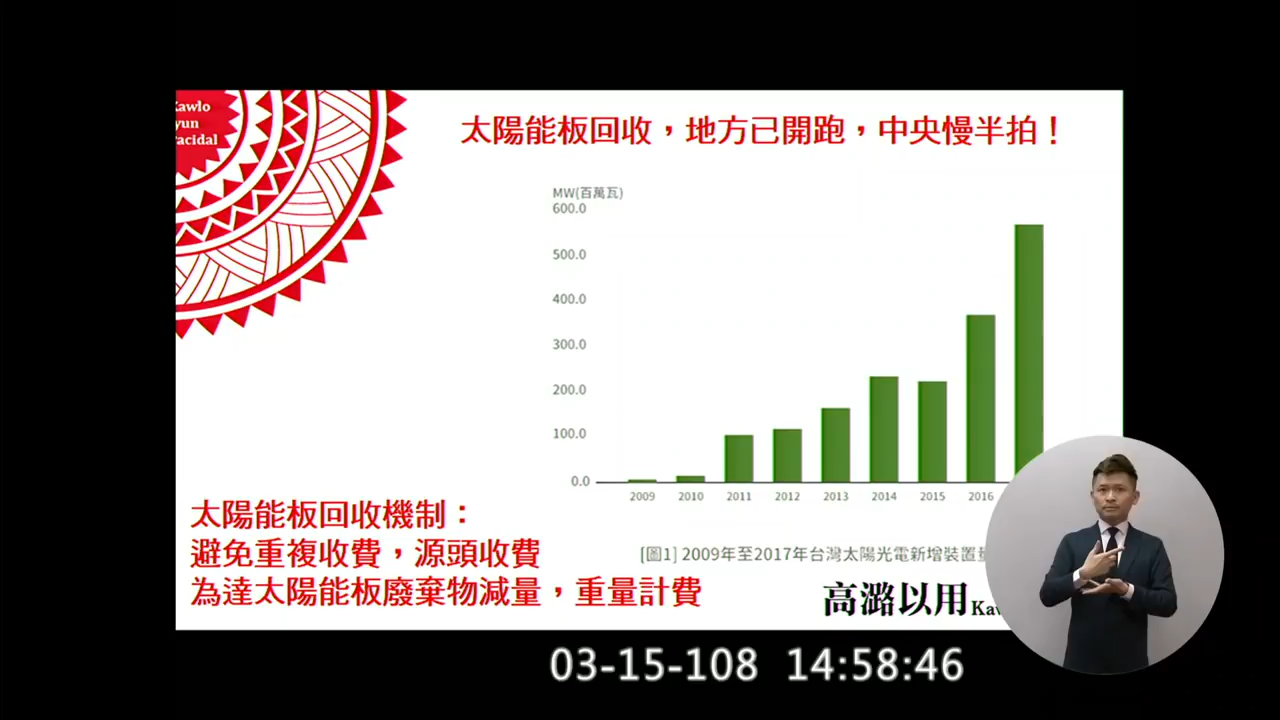 Kawlo
yun
acidal
太陽能板回收，地方已開跑，中央慢半拍！
MW(百萬瓦)
600.0
500.0
400.0
300.0
200.0
100.0
0.0
2009 2010 2011 2012 2013 2014 2015 2016
太陽能板回收機制：
避免重複收費，源頭收費
為達太陽能板廢棄物減量，重量計費
[圖1] 2009年至2017年台灣太陽光電新增裝置量
高潞以用 Kaw
03-15-108 14:58:46